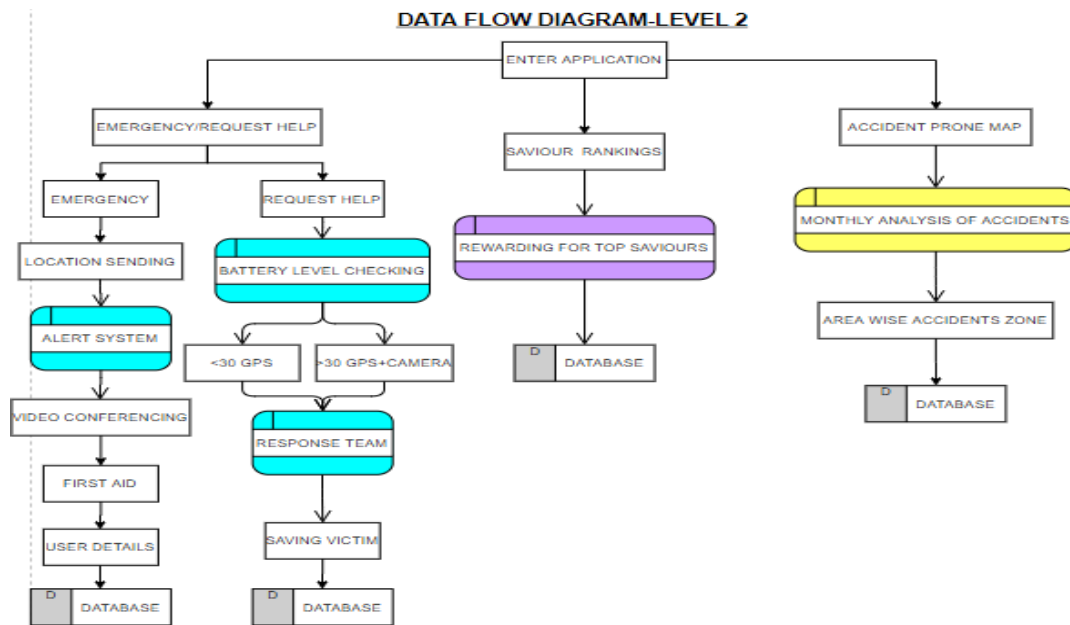 DATA FLOW DIAGRAM-LEVEL 2
ENTER APPLICATION
EMERGENCY/REQUEST HELP
SAVIOUR RANKINGS
ACCIDENT PRONE MAP
EMERGENCY
REQUEST HELP
REWARDING FOR TOP SAVIOURS
MONTHLY ANALYSIS OF ACCIDENTS
LOCATION SENDING
BATTERY LEVEL CHECKING
ALERT SYSTEM
AREA WISE ACCIDENTS ZONE
<30 GPS
>30 GPS+CAMERA
D DATABASE
D DATABASE
VIDEO CONFERENCING
RESPONSE TEAM
FIRST AID
USER DETAILS
SAVING VICTIM
D DATABASE
D DATABASE